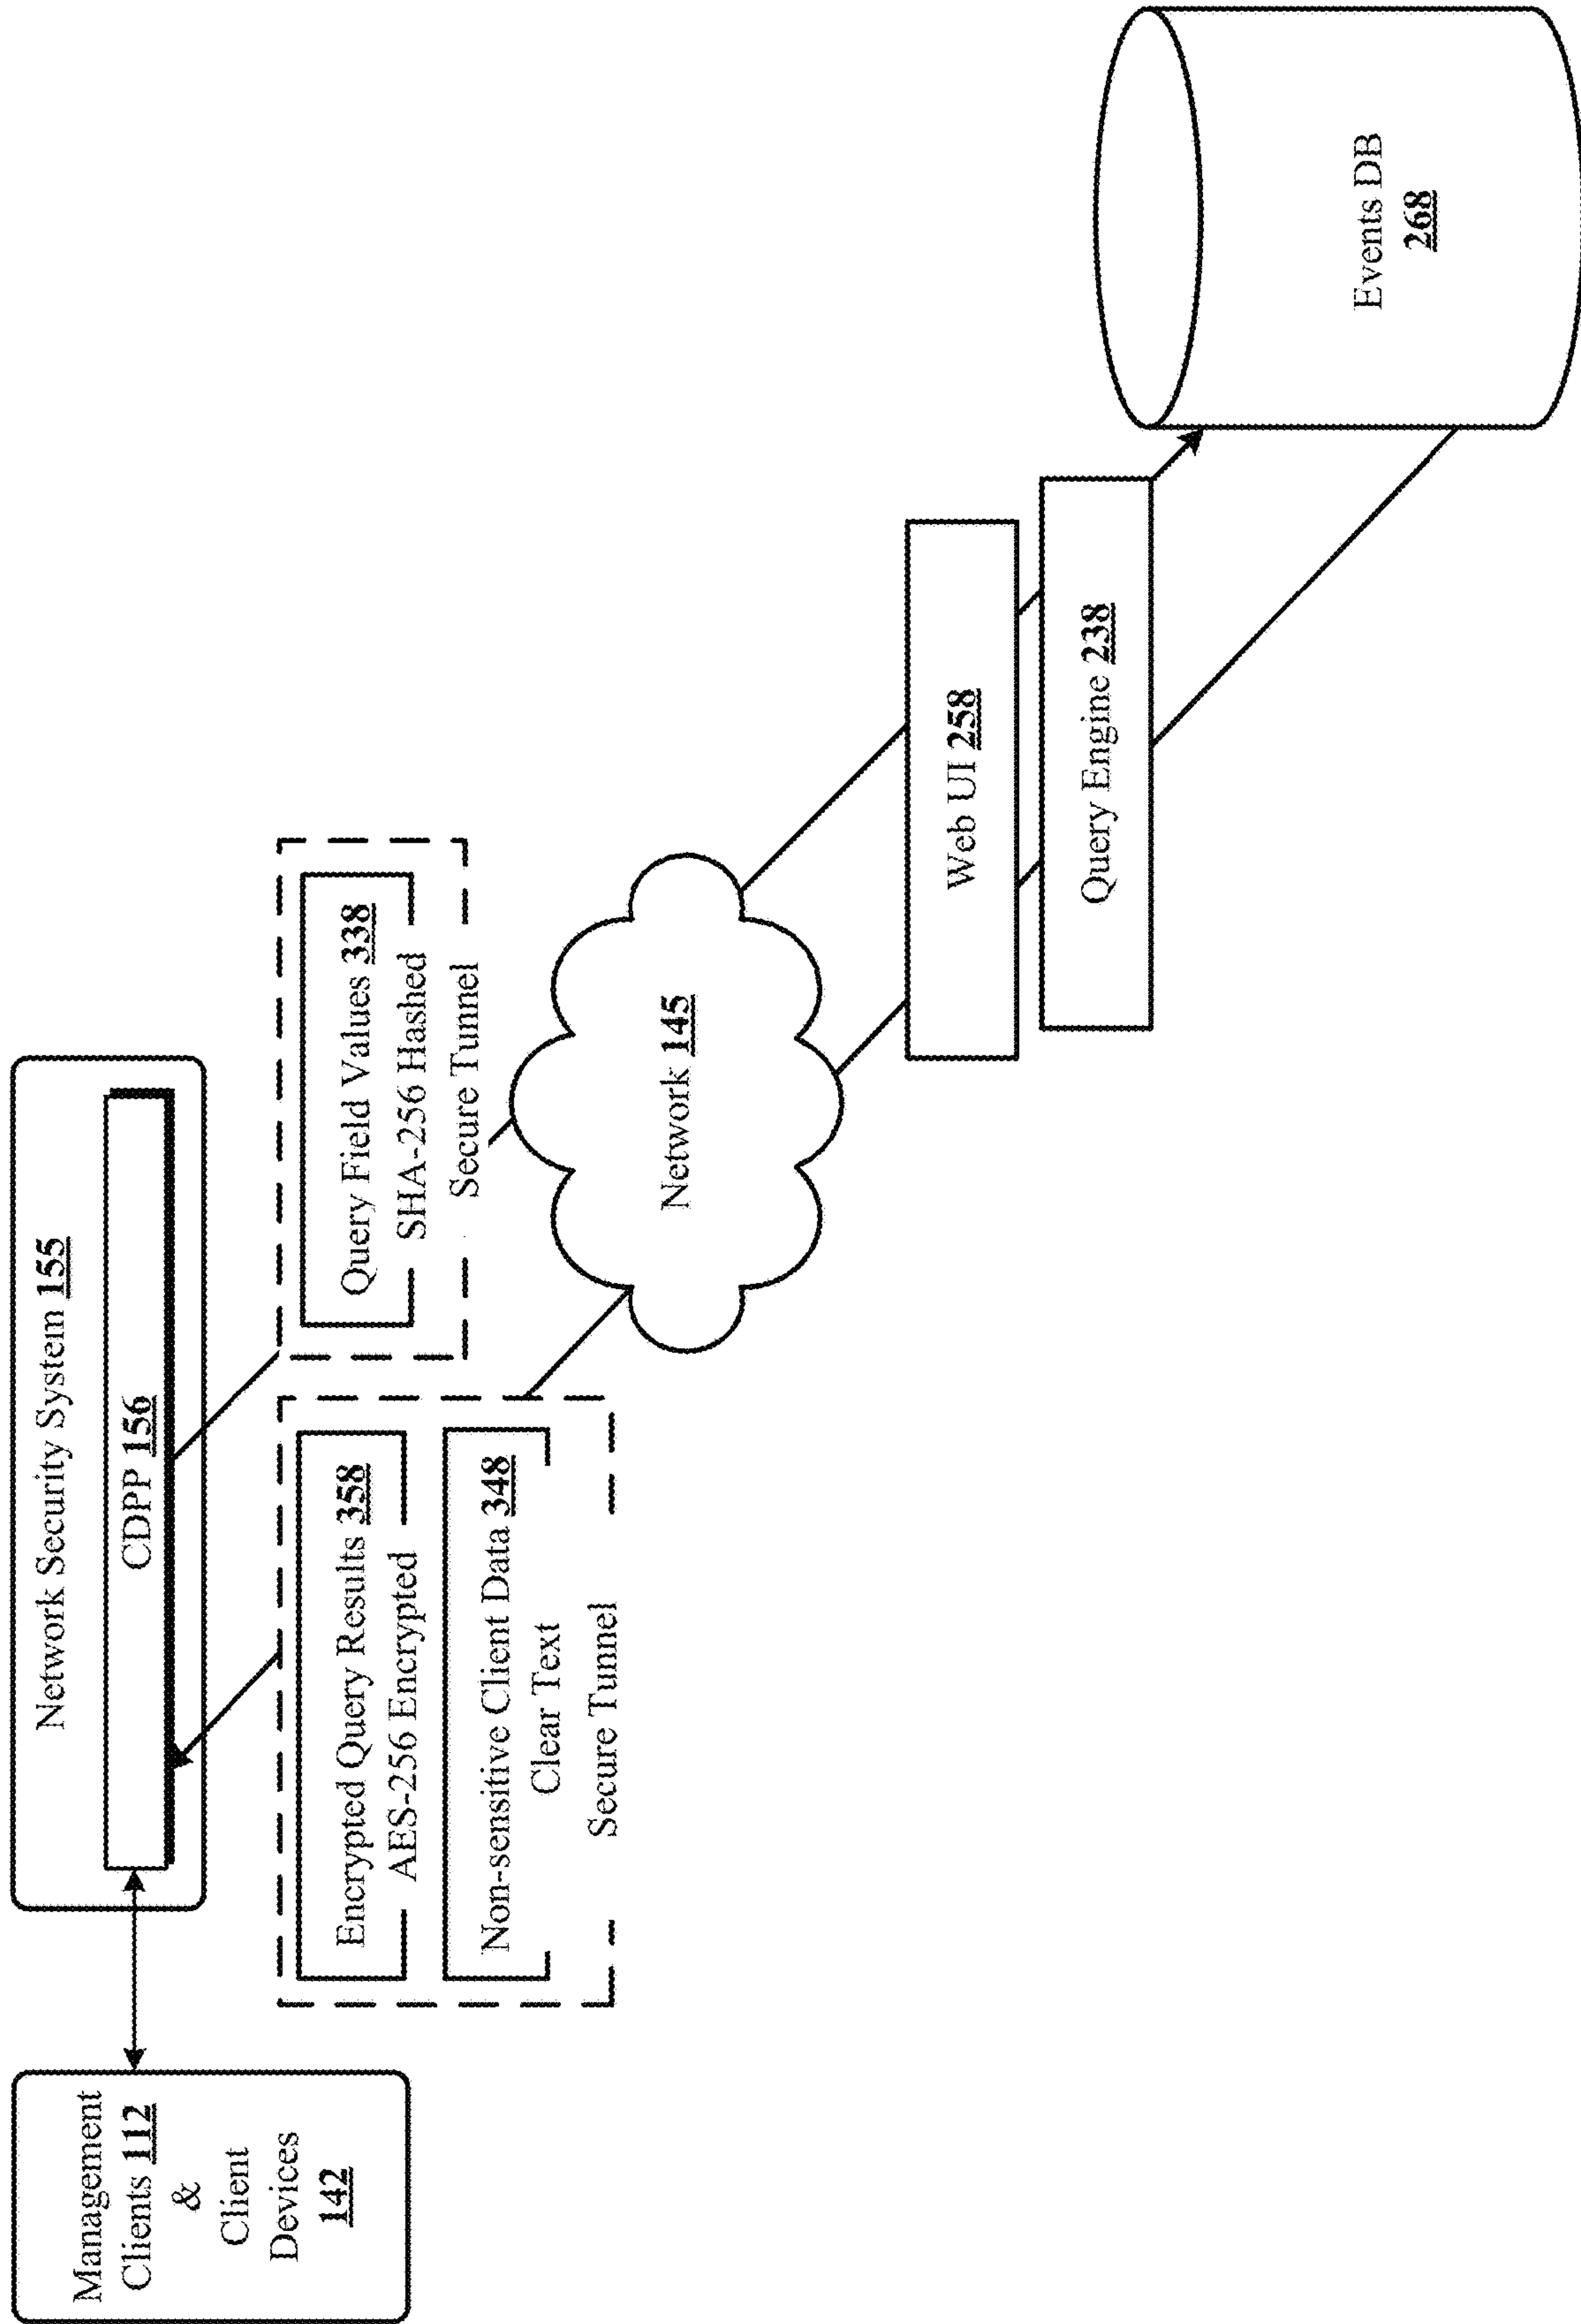 Management
Clients 112
&
Client
Devices
142
Network Security System 155
CDPP 156
Encrypted Query Results 358
AES-256 Encrypted
Non-sensitive Client Data 348
Clear Text
Secure Tunnel
Query Field Values 338
SHA-256 Hashed
Secure Tunnel
Network 145
Web UI 258
Query Engine 238
Events DB
268